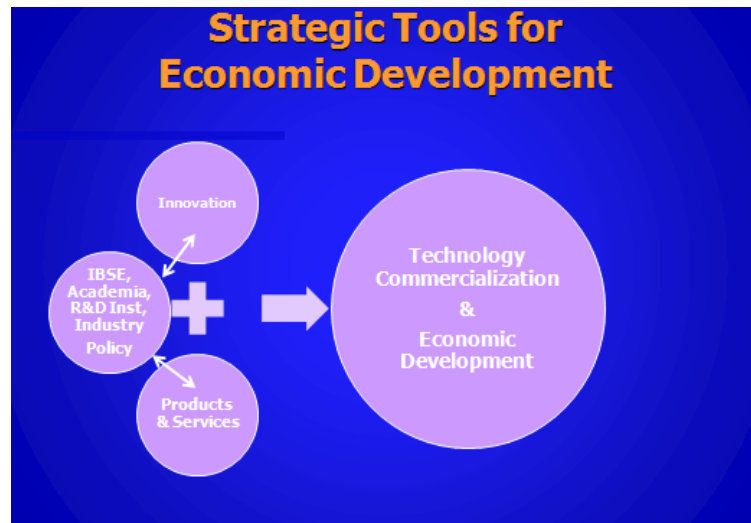 Strategic Tools for
Economic Development
Innovation
IBSE,
Academia,
R&D Inst,
Industry
Policy
Products
& Services
Technology
Commercialization
&
Economic
Development